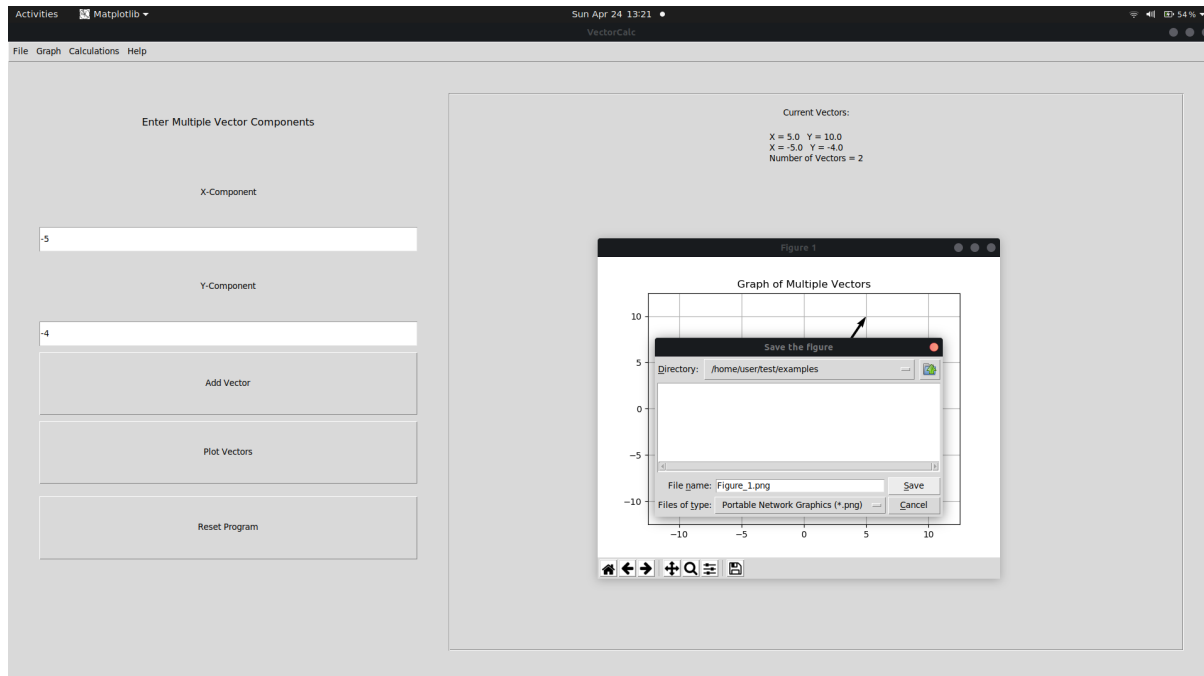 Activities Matplotlib Sun Apr 24 13:21 54 %
VectorCalc
File Graph Calculations Help
Enter Multiple Vector Components
X-Component
-5
Y-Component
-4
Add Vector
Plot Vectors
Reset Program
Current Vectors:
X = 5.0 Y = 10.0
X = -5.0 Y = -4.0
Number of Vectors = 2
Figure 1
Graph of Multiple Vectors
10
5
0
−5
−10
−10 −5 0 5 10
Save the figure
Directory: /home/user/test/examples
File name: Figure_1.png Save
Files of type: Portable Network Graphics (*.png) Cancel